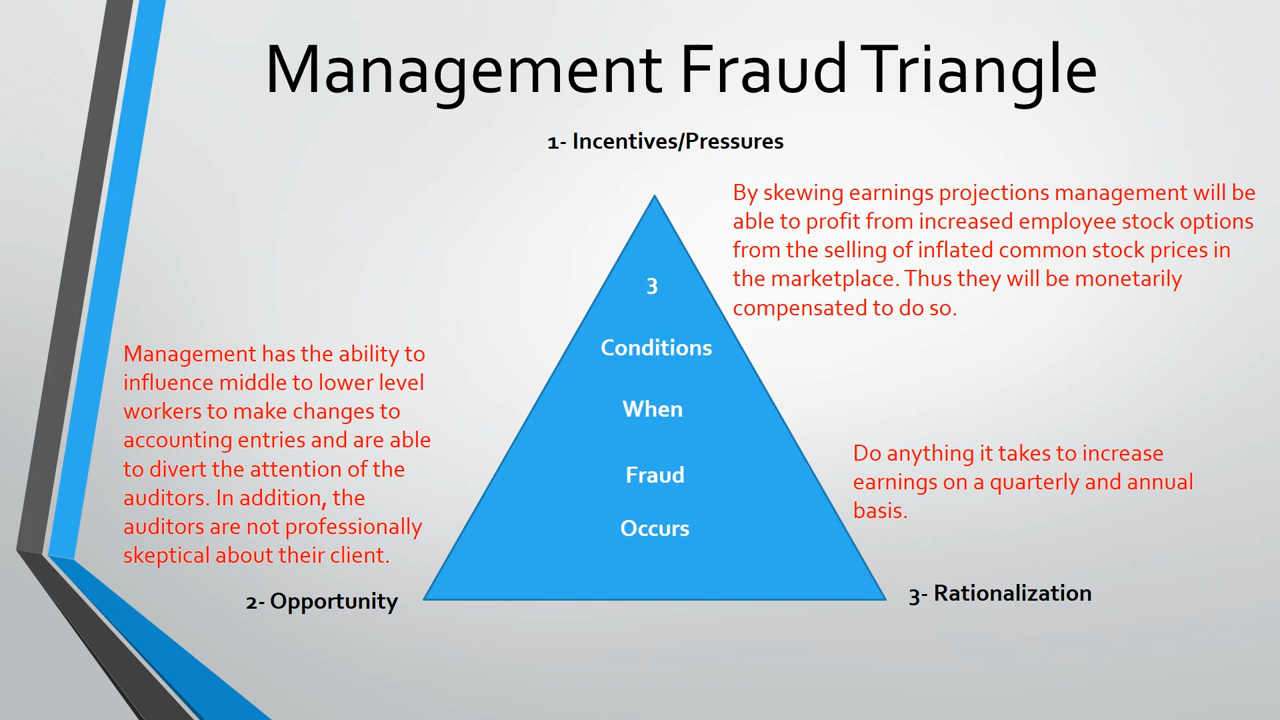 Management Fraud Triangle
1- Incentives/Pressures
By skewing earnings projections management will be
able to profit from increased employee stock options
from the selling of inflated common stock prices in
the marketplace. Thus they will be monetarily
compensated to do so.
3
Conditions
When
Fraud
Occurs
Management has the ability to
influence middle to lower level
workers to make changes to
accounting entries and are able
to divert the attention of the
auditors. In addition, the
auditors are not professionally
skeptical about their client.
2- Opportunity
Do anything it takes to increase
earnings on a quarterly and annual
basis.
3- Rationalization